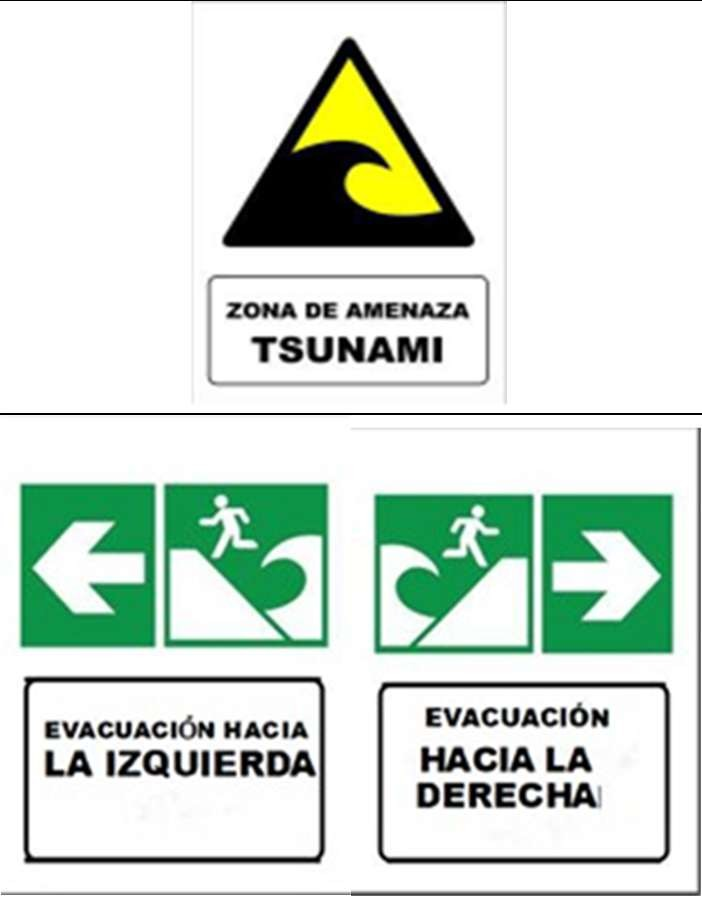 ZONA DE AMENAZA
TSUNAMI
EVACUACIÓN HACIA
LA IZQUIERDA
EVACUACIÓN
HACIA LA
DERECHA